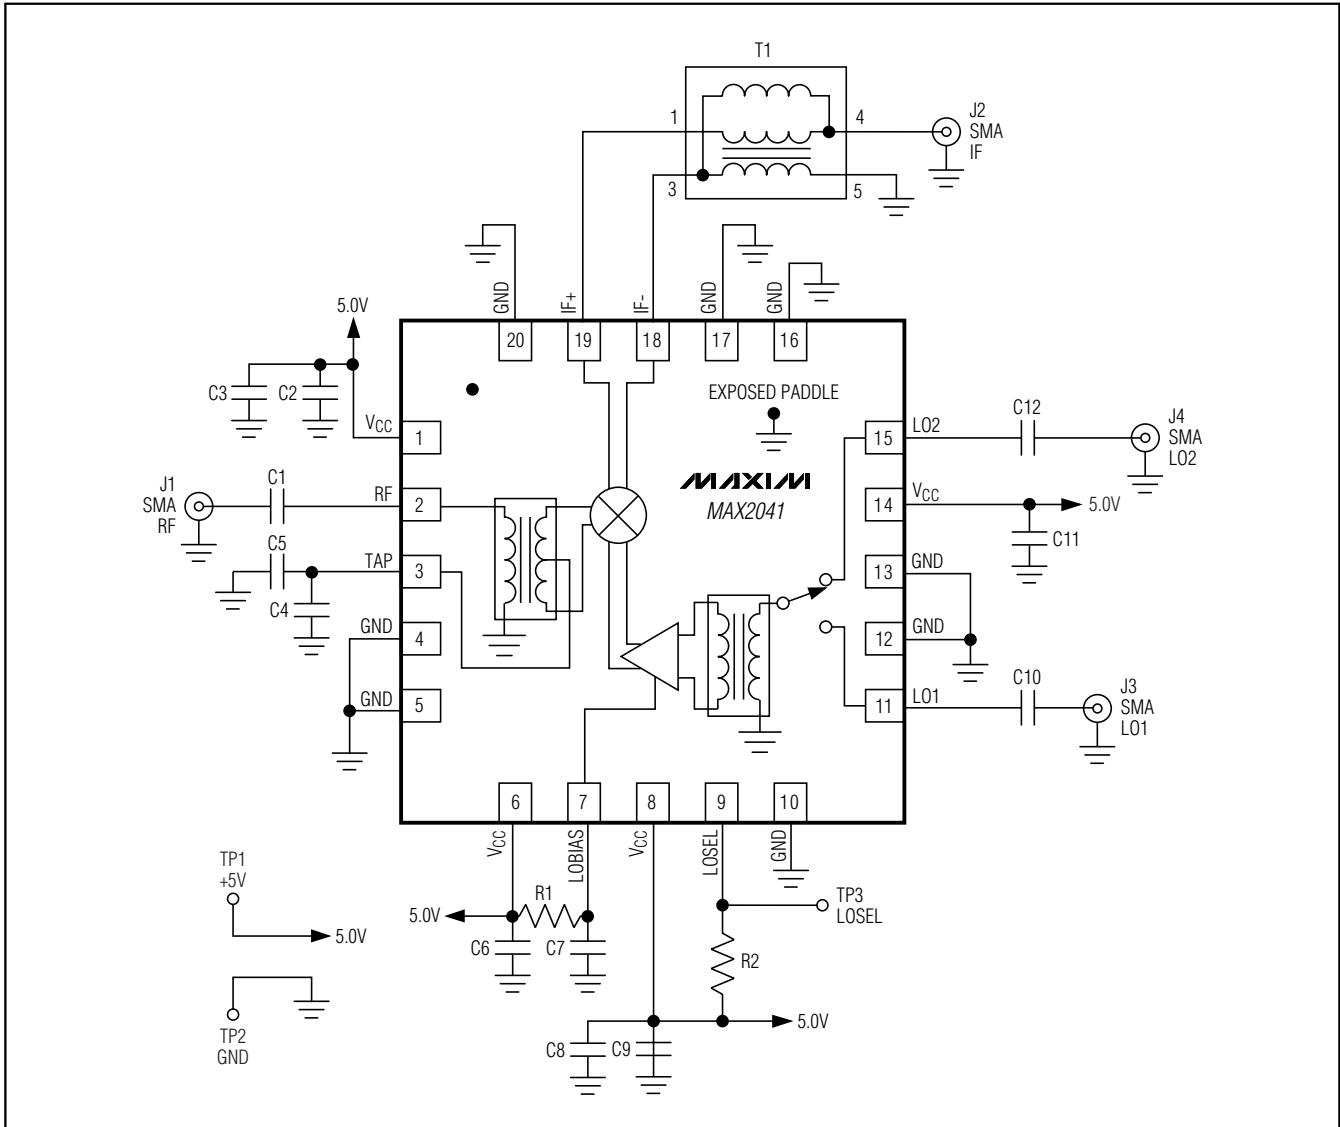 T1
1
4
3
5
J2
SMA
IF
GND
IF+
IF-
GND
GND
20
19
18
17
16
5.0V
C3
C2
VCC
1
EXPOSED PADDLE
MAXIM
MAX2041
J1
SMA
RF
C1
RF
2
C5
TAP
3
C4
GND
4
GND
5
15
LO2
C12
J4
SMA
LO2
14
VCC
5.0V
C11
13
GND
12
GND
11
LO1
C10
J3
SMA
LO1
6
7
8
9
10
VCC
LOBIAS
VCC
LOSEL
GND
TP1
+5V
5.0V
TP2
GND
5.0V
R1
C6
C7
TP3
LOSEL
R2
5.0V
C8
C9